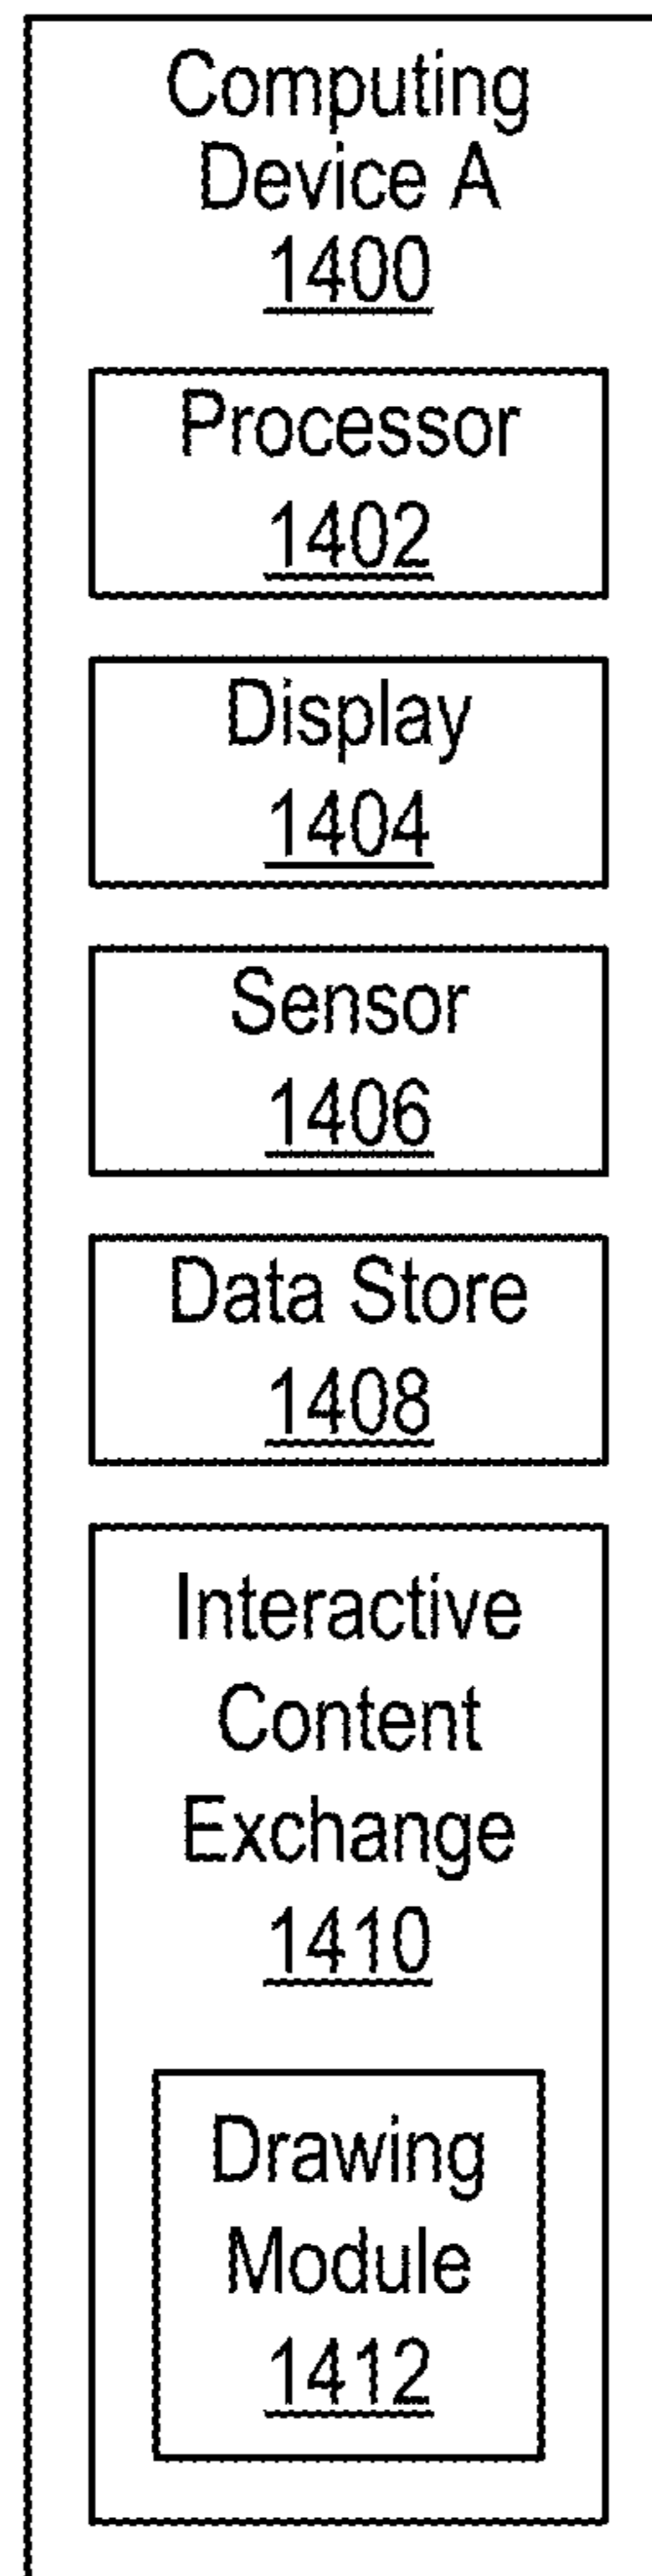 Computing
Device A
1400
Processor
1402
Display
1404
Sensor
1406
Data Store
1408
Interactive
Content
Exchange
1410
Drawing
Module
1412